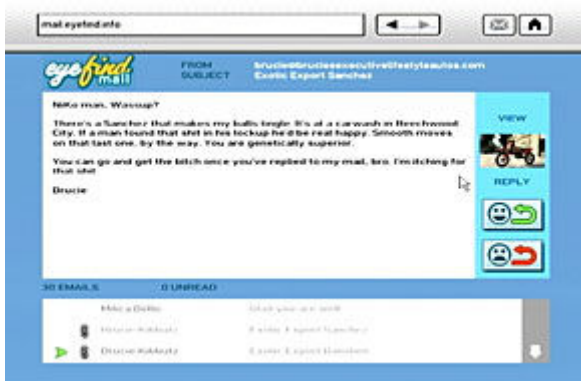 mail.eyefind.info
eyefind
mail
FROM brucie@brucieexecutivelifestyleautos.com
SUBJECT Exotic Export Sanchez
NiKo man, Wassup?
There's a Sanchez that makes my balls tingle. It's at a carwash in Beechwood
City. If a man found that shit in his lockup he'd be real happy. Smooth moves
on that last one, by the way. You are genetically superior.
You can go and get the bitch once you've replied to my mail, bro. I'm itching for
that shit
Brucie
VIEW
REPLY
30 EMAILS 0 UNREAD
Brucie Kibbutz Exotic Export Sanchez
Brucie Kibbutz Exotic Export